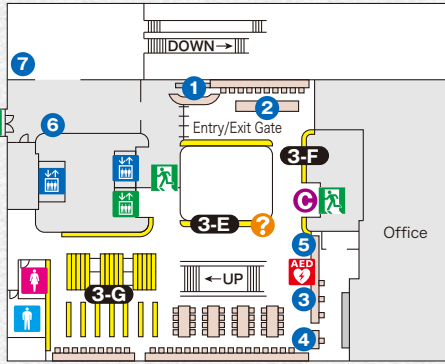 DOWN→
7
1
2
6
Entry/Exit Gate
3-F
C
3-E
?
5
Office
AED
←UP
3-G
3
4